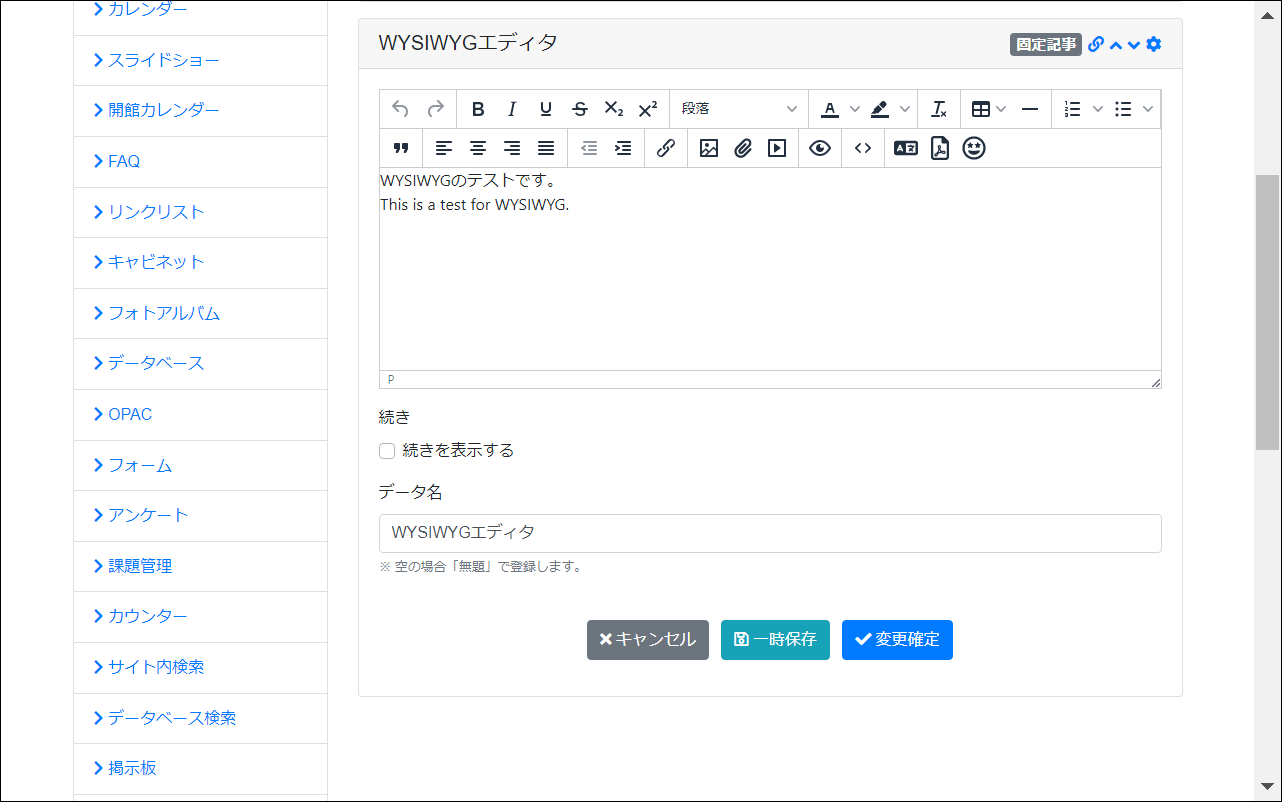 カレンダー
スライドショー
開館カレンダー
FAQ
リンクリスト
キャビネット
フォトアルバム
データベース
OPAC
フォーム
アンケート
課題管理
カウンター
サイト内検索
データベース検索
掲示板
WYSIWYGエディタ
固定記事
段落
WYSIWYGのテストです。
This is a test for WYSIWYG.
P
続き
続きを表示する
データ名
WYSIWYGエディタ
※ 空の場合「無題」で登録します。
キャンセル
一時保存
変更確定